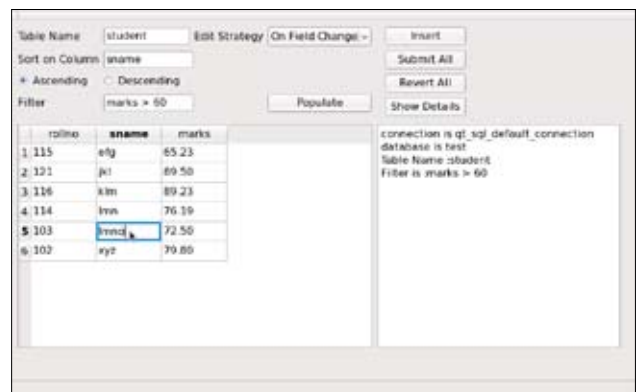 Table Name student Edit Strategy On Field Change Insert
Sort on Column sname Submit All
Ascending Descending Revert All
Filter marks > 60 Populate Show Details
rollno sname marks
1 115 efg 65.23
2 121 jkl 89.50
3 116 klm 89.23
4 114 lmn 76.19
5 103 lmno 72.50
6 102 xyz 79.80
connection is qt_sql_default_connection
database is test
Table Name :student
Filter is :marks > 60